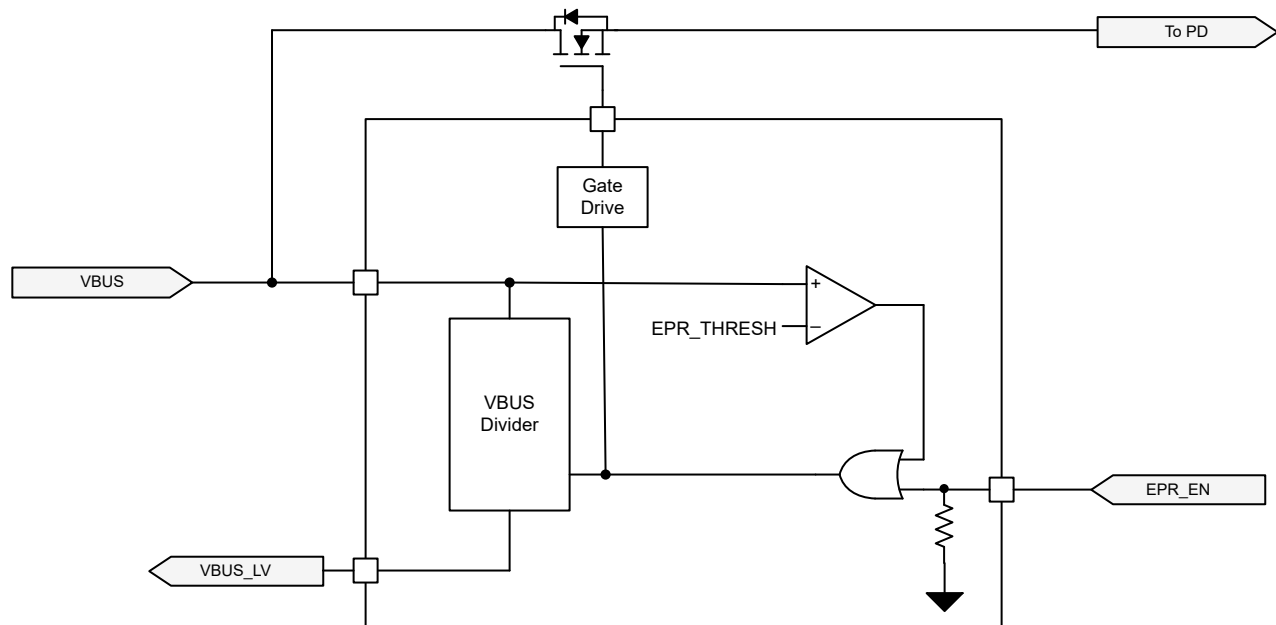 To PD
Gate
Drive
VBUS
+
EPR_THRESH
–
VBUS
Divider
EPR_EN
VBUS_LV